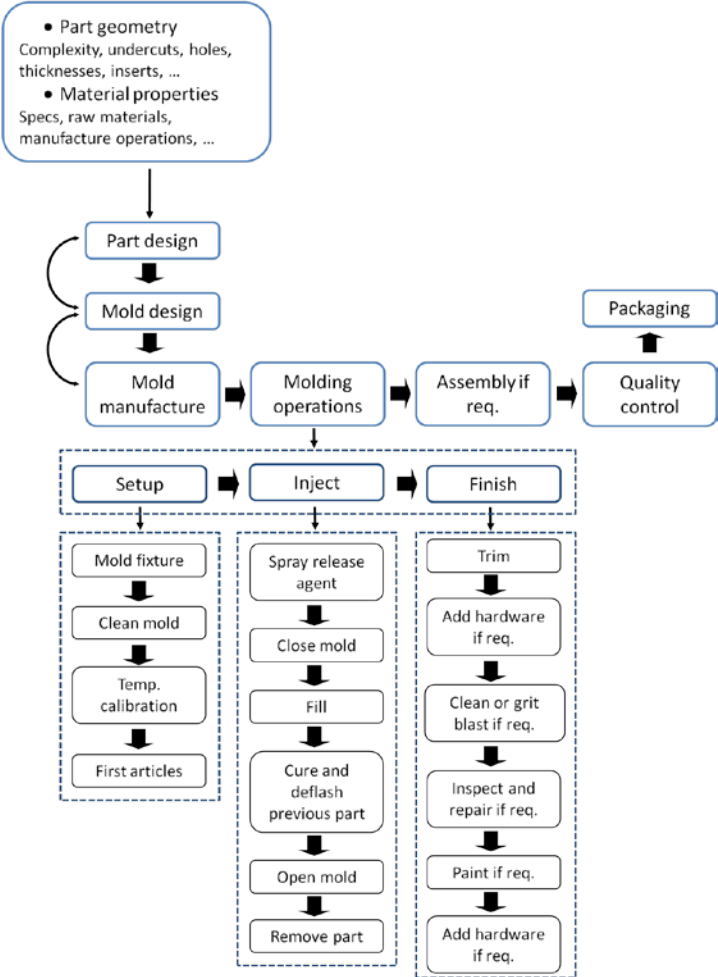 • Part geometry
Complexity, undercuts, holes,
thicknesses, inserts, ...
• Material properties
Specs, raw materials,
manufacture operations, ...
Part design
Mold design
Packaging
Mold
manufacture
Molding
operations
Assembly if
req.
Quality
control
Setup
Inject
Finish
Mold fixture
Clean mold
Temp.
calibration
First articles
Spray release
agent
Close mold
Fill
Cure and
deflash
previous part
Open mold
Remove part
Trim
Add hardware
if req.
Clean or grit
blast if req.
Inspect and
repair if req.
Paint if req.
Add hardware
if req.